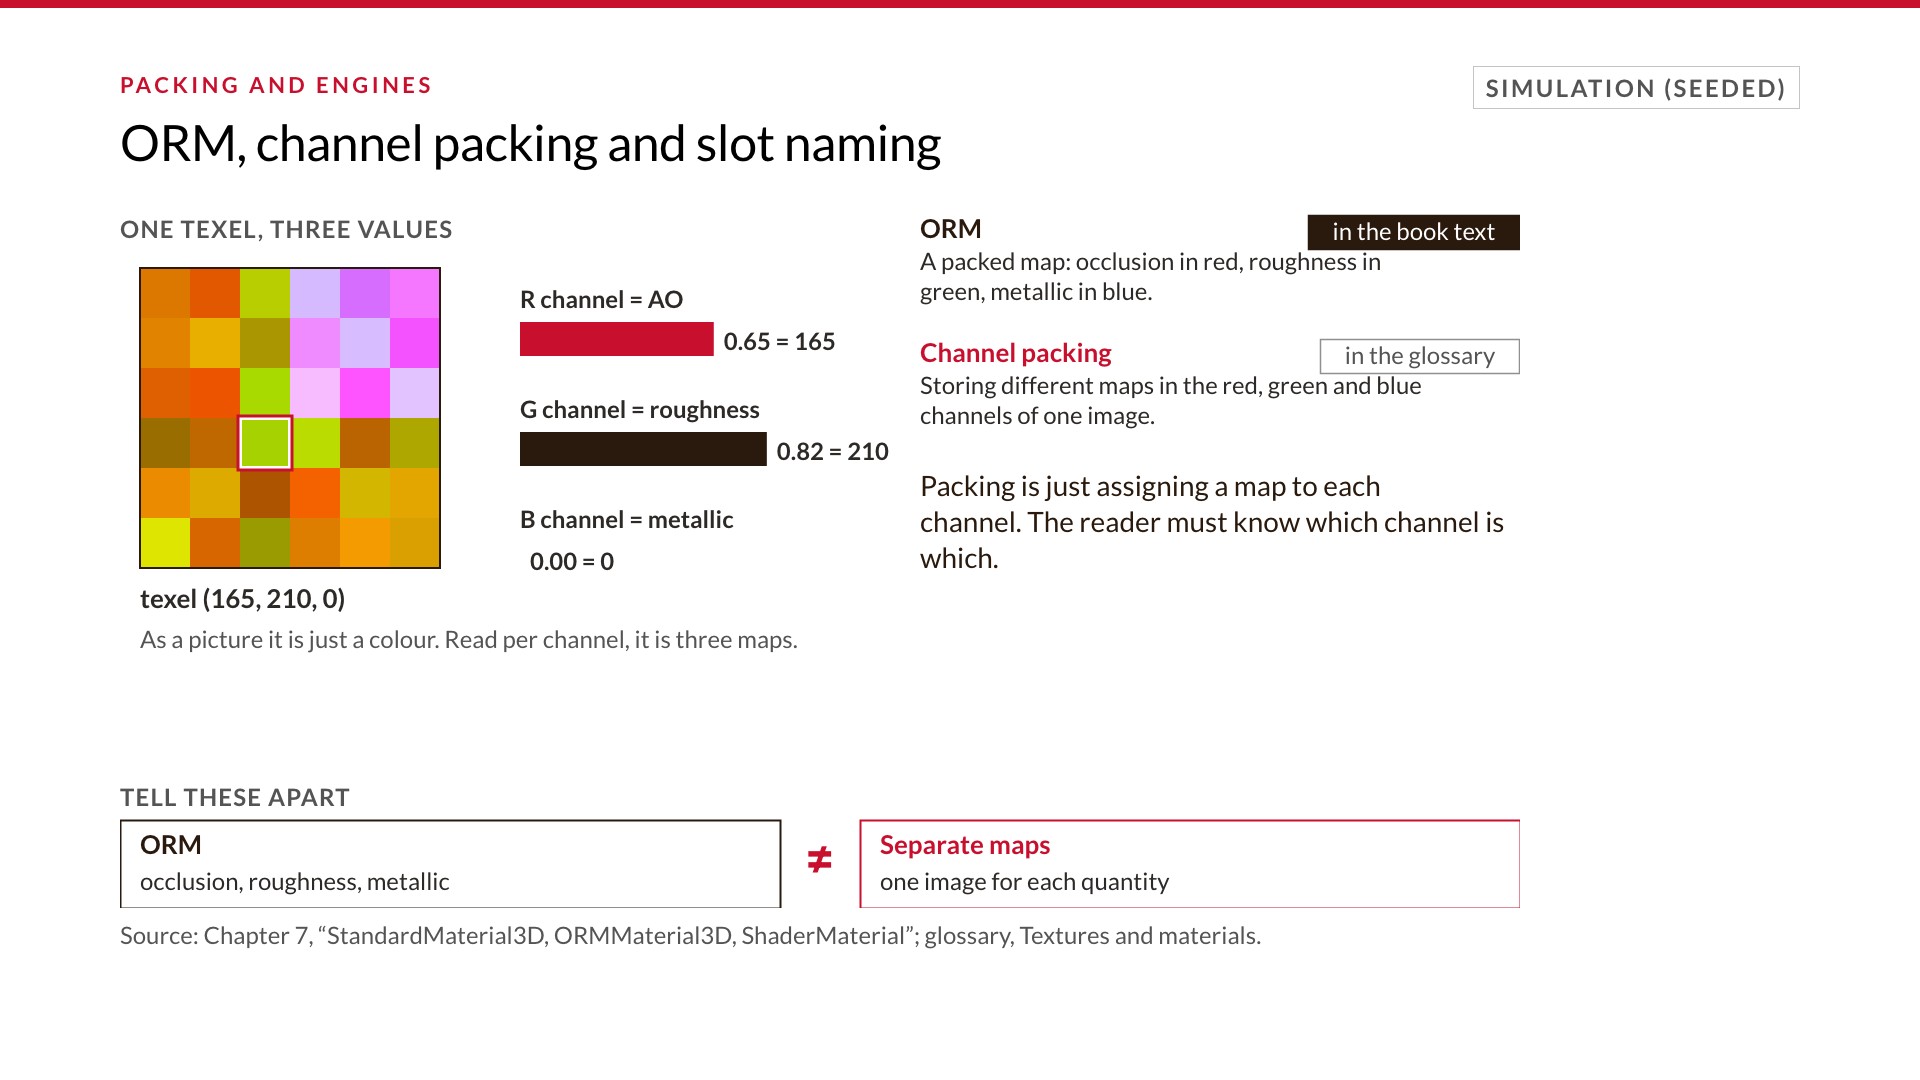 PACKING AND ENGINES
SIMULATION (SEEDED)
ORM, channel packing and slot naming
ONE TEXEL, THREE VALUES
R channel = AO
0.65 = 165
G channel = roughness
0.82 = 210
B channel = metallic
0.00 = 0
texel (165, 210, 0)
As a picture it is just a colour. Read per channel, it is three maps.
ORM
in the book text
A packed map: occlusion in red, roughness in
green, metallic in blue.
Channel packing
in the glossary
Storing different maps in the red, green and blue
channels of one image.
Packing is just assigning a map to each
channel. The reader must know which channel is
which.
TELL THESE APART
ORM
occlusion, roughness, metallic
≠
Separate maps
one image for each quantity
Source: Chapter 7, “StandardMaterial3D, ORMMaterial3D, ShaderMaterial”; glossary, Textures and materials.